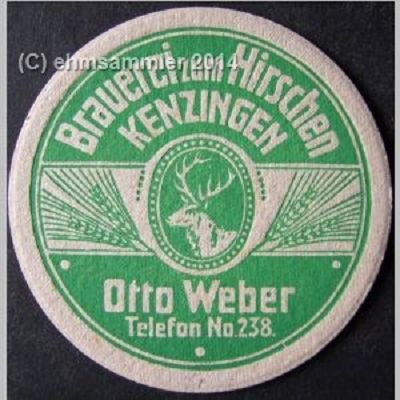 (C) ehmsammler 2014
Brauerei zum Hirschen
KENZINGEN
Otto Weber
Telefon No.238.